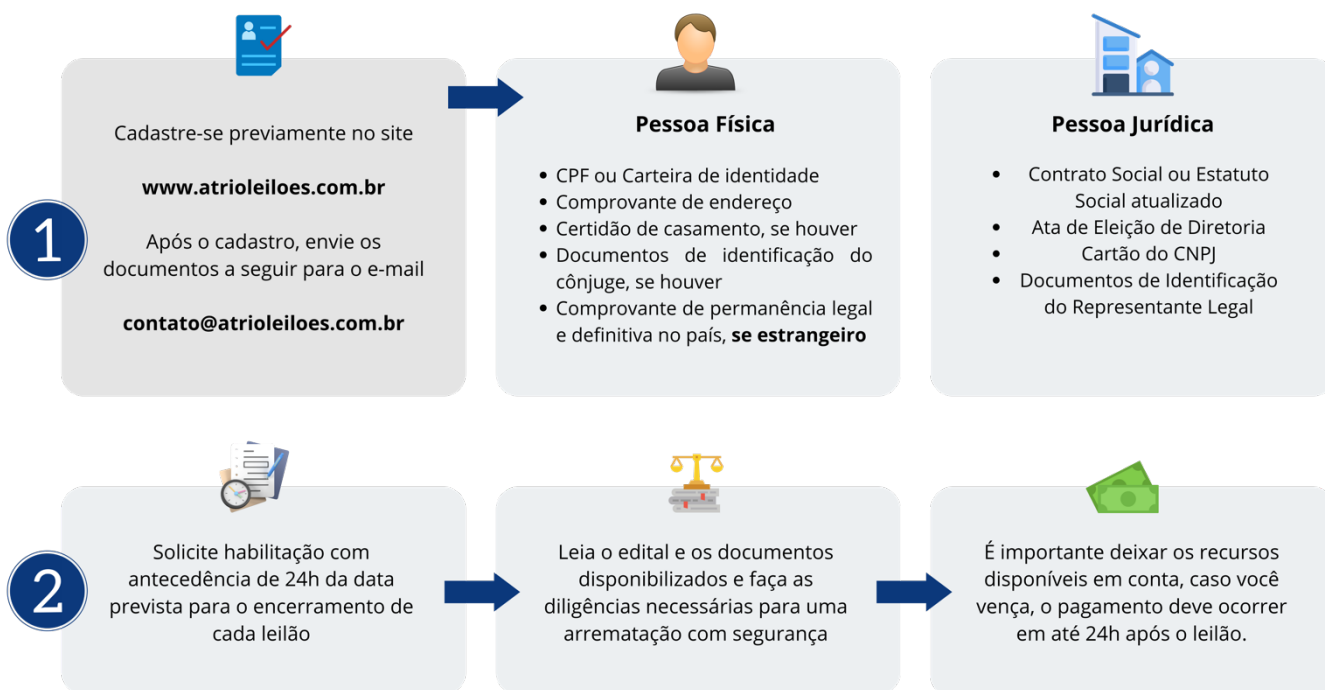 1
Cadastre-se previamente no site
www.atrioleiloes.com.br
Após o cadastro, envie os
documentos a seguir para o e-mail
contato@atrioleiloes.com.br
Pessoa Física
• CPF ou Carteira de identidade
• Comprovante de endereço
• Certidão de casamento, se houver
• Documentos de identificação do
cônjuge, se houver
• Comprovante de permanência legal
e definitiva no país, se estrangeiro
Pessoa Jurídica
• Contrato Social ou Estatuto
Social atualizado
• Ata de Eleição de Diretoria
• Cartão do CNPJ
• Documentos de Identificação
do Representante Legal
2
Solicite habilitação com
antecedência de 24h da data
prevista para o encerramento de
cada leilão
Leia o edital e os documentos
disponibilizados e faça as
diligências necessárias para uma
arrematação com segurança
É importante deixar os recursos
disponíveis em conta, caso você
vença, o pagamento deve ocorrer
em até 24h após o leilão.